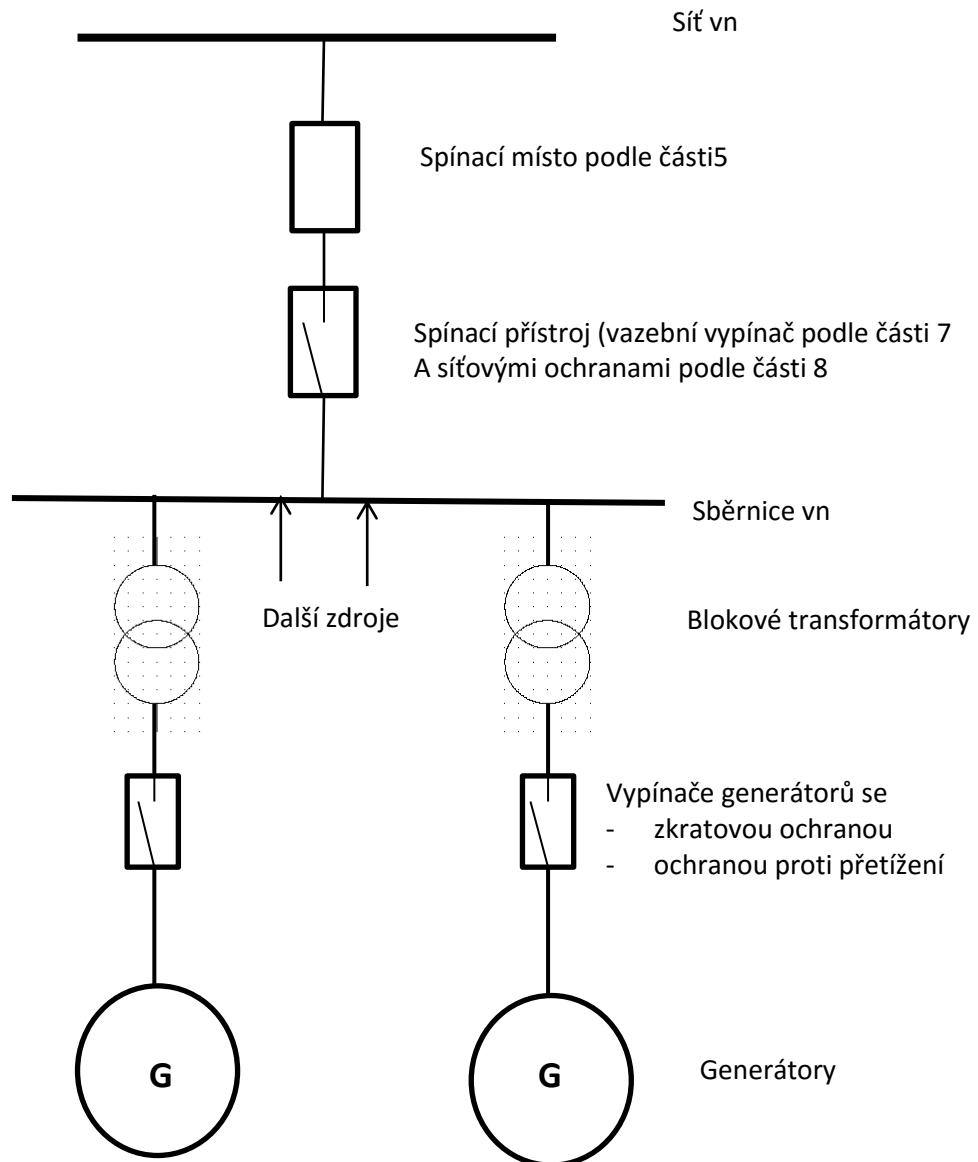 Síť vn
Spínací místo podle části5
Spínací přístroj (vazební vypínač podle části 7
A síťovými ochranami podle části 8
Sběrnice vn
Další zdroje
Blokové transformátory
Vypínače generátorů se
- zkratovou ochranou
- ochranou proti přetížení
G
G
Generátory